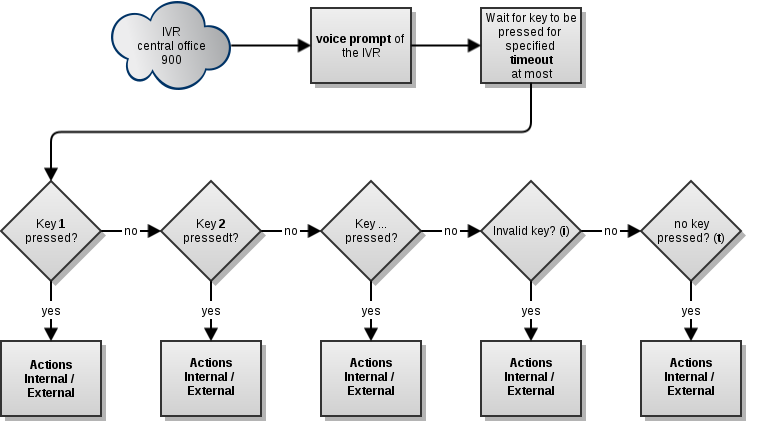 IVR
central office
900
voice prompt of
the IVR
Wait for key to be
pressed for
specified
timeout
at most
Key 1
pressed?
no
Key 2
pressedt?
no
Key ...
pressed?
no
Invalid key? (i)
no
no key
pressed? (t)
yes
yes
yes
yes
yes
Actions
Internal /
External
Actions
Internal /
External
Actions
Internal /
External
Actions
Internal /
External
Actions
Internal /
External